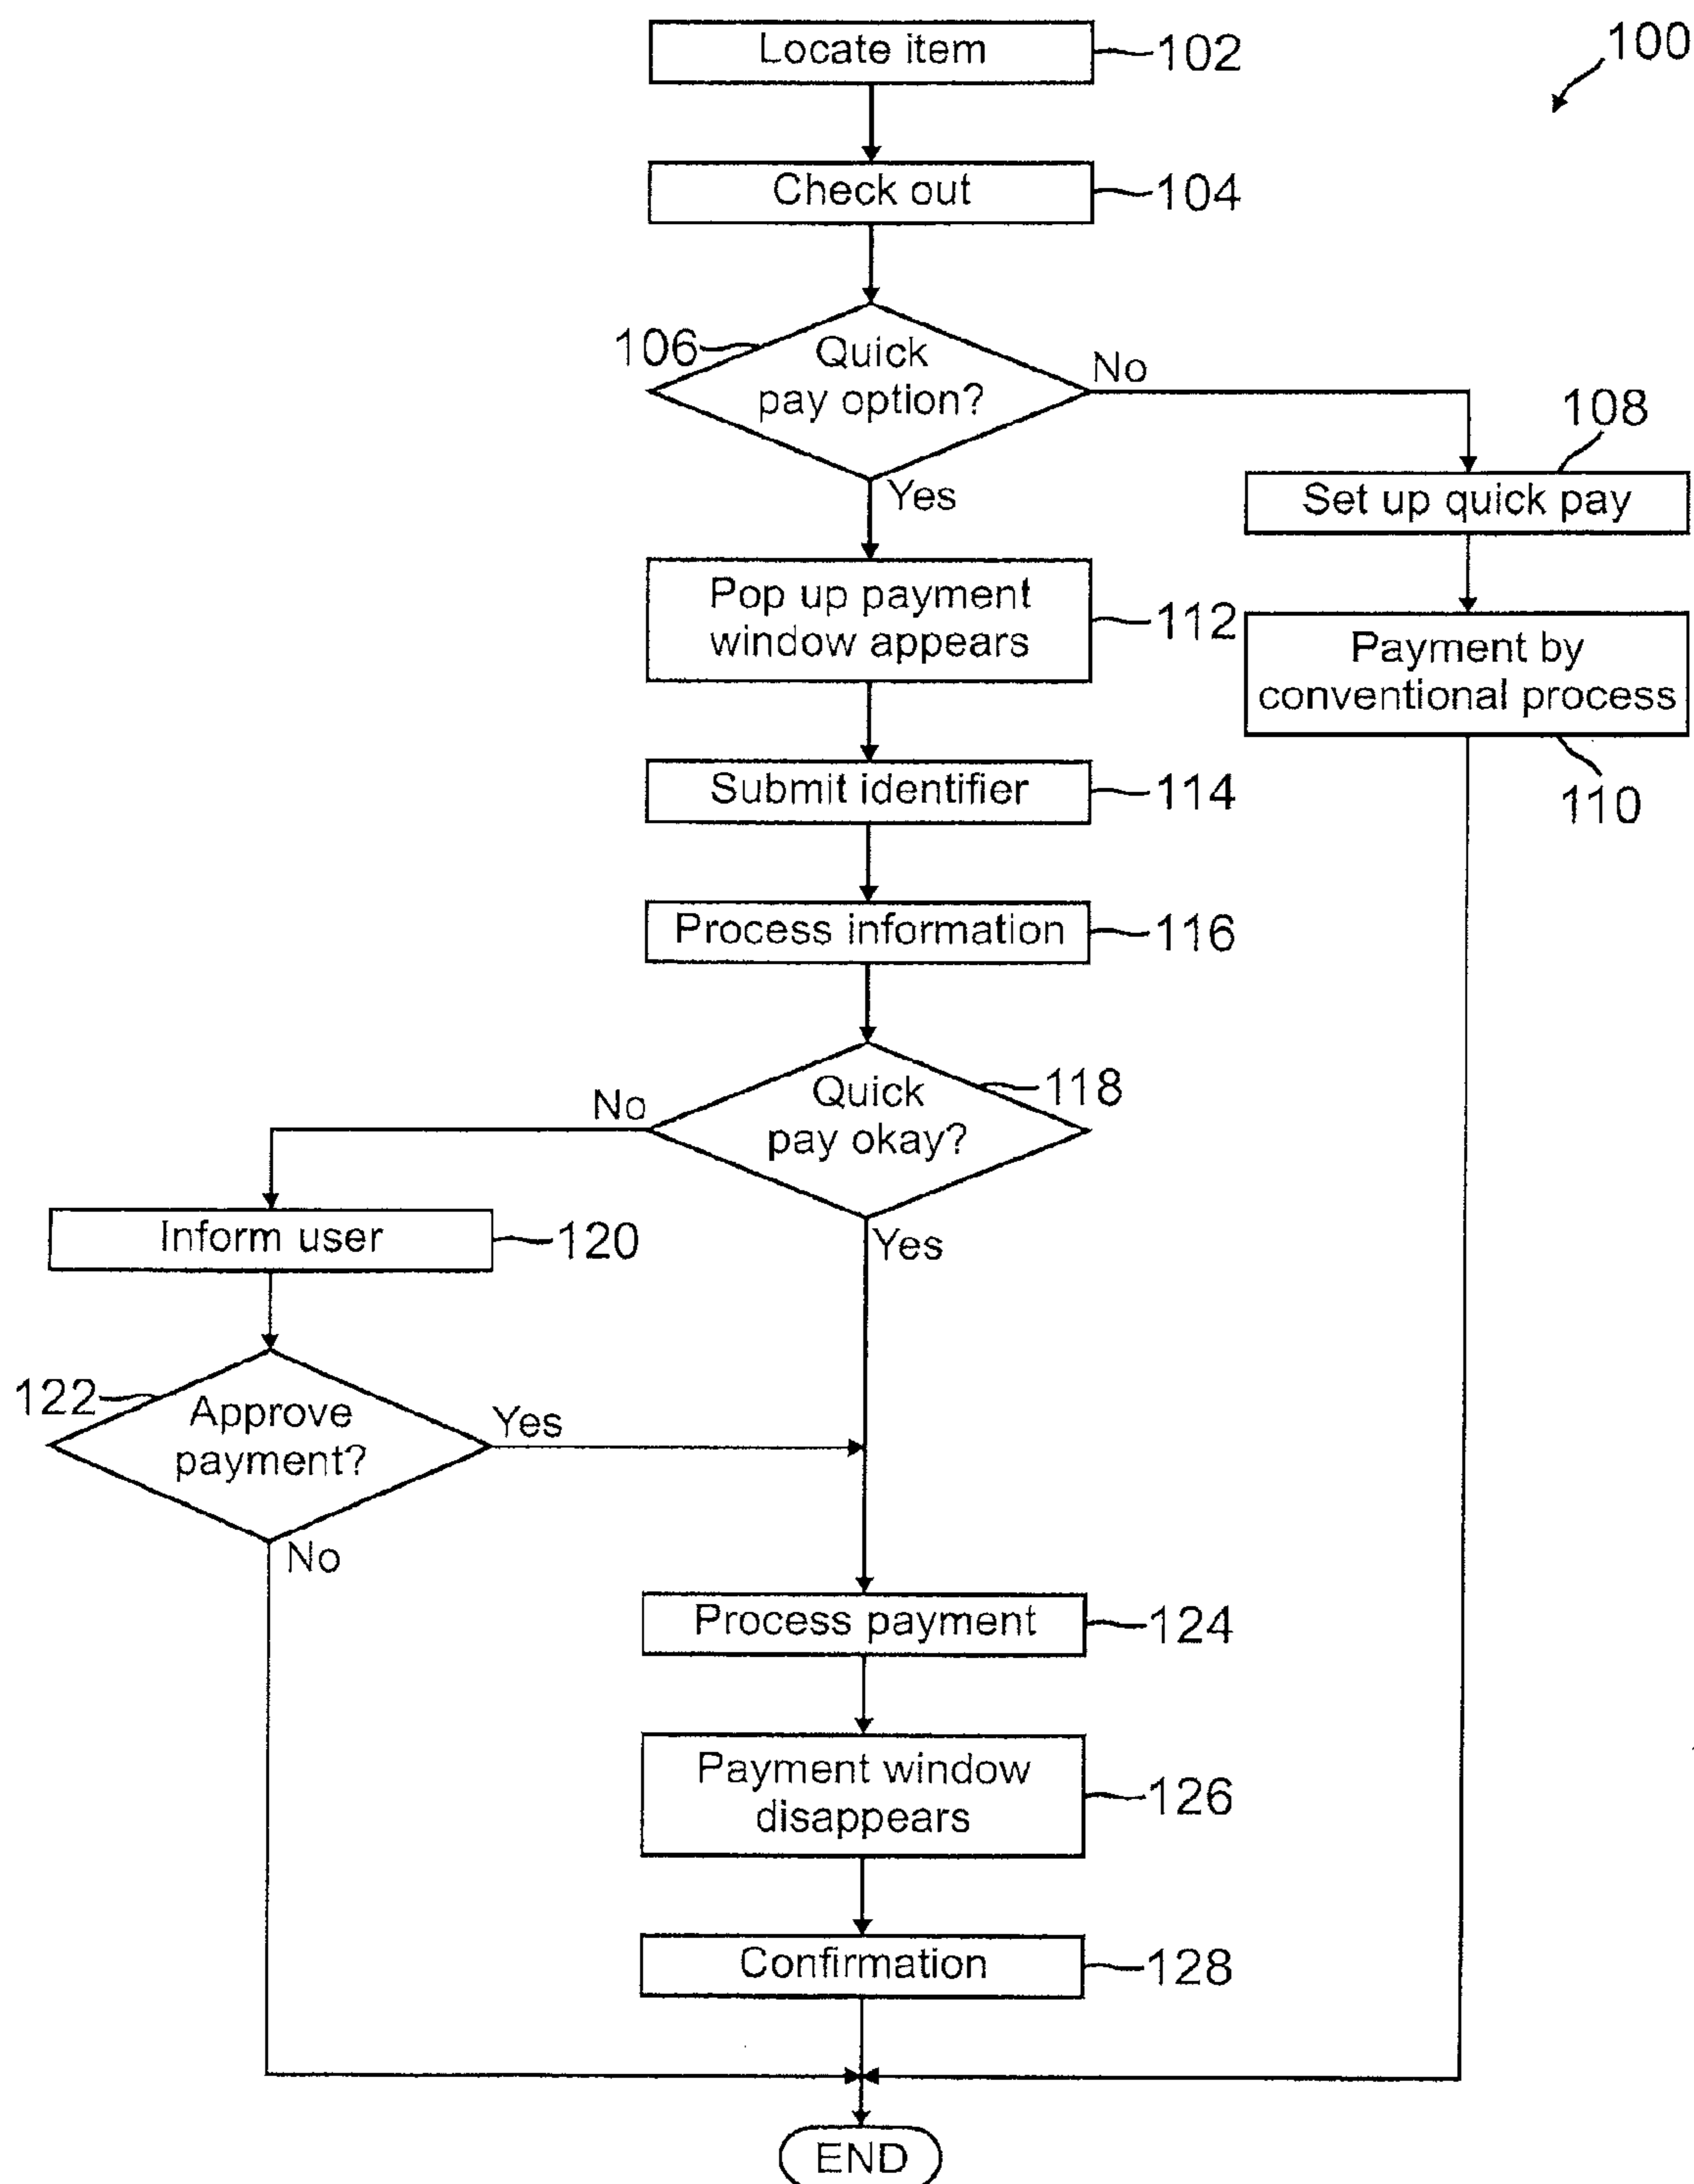 100
Locate item
102
Check out
104
106
Quick
pay option?
No
Yes
108
Set up quick pay
Pop up payment
window appears
112
Payment by
conventional process
110
Submit identifier
114
Process information
116
Quick
pay okay?
118
No
Yes
Inform user
120
122
Approve
payment?
Yes
No
Process payment
124
Payment window
disappears
126
Confirmation
128
END